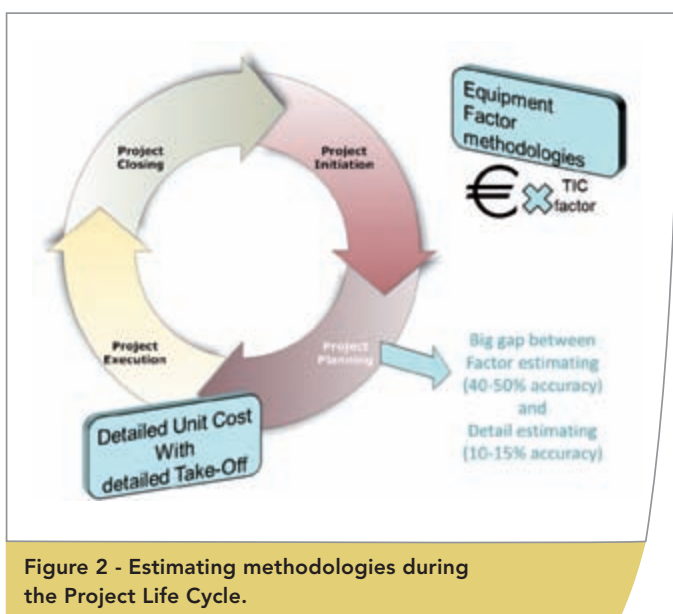 Project
Closing
Project
Initiation
Equipment
Factor
methodologies
€ x TIC
factor
Project
Execution
Project
Planning
Big gap between
Factor estimating
(40-50% accuracy)
and
Detail estimating
(10-15% accuracy)
Detailed Unit Cost
With
detailed Take-Off
Figure 2 - Estimating methodologies during
the Project Life Cycle.